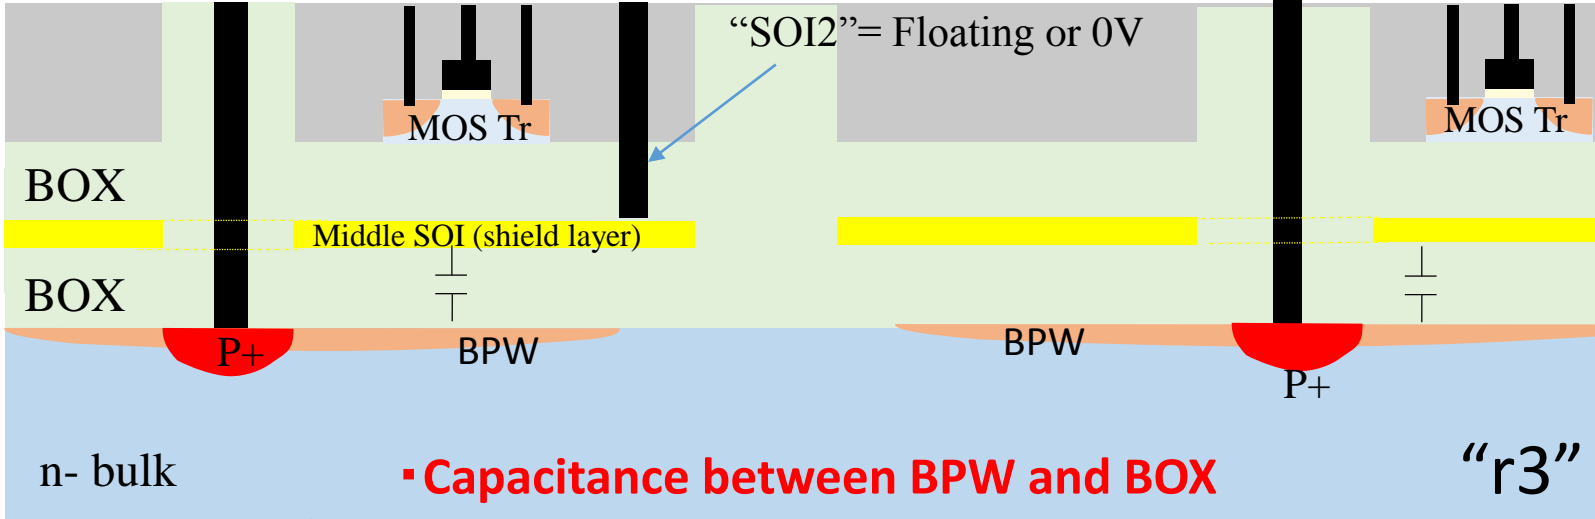 “SOI2”= Floating or 0V
MOS Tr
MOS Tr
BOX
Middle SOI (shield layer)
BOX
P+
BPW
BPW
P+
n- bulk
▪Capacitance between BPW and BOX
“r3”